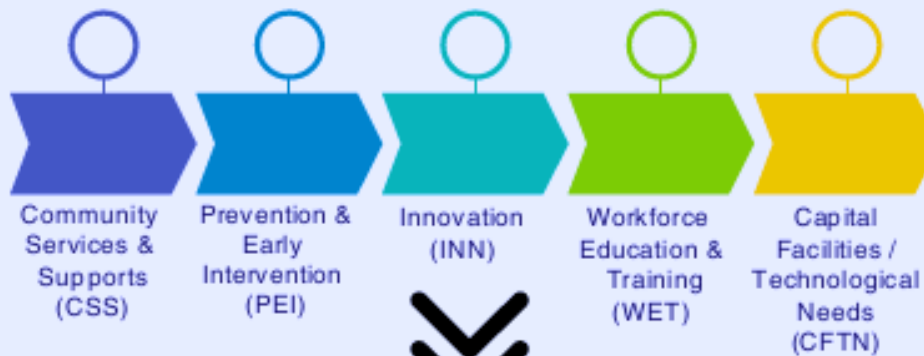 Community
Services &
Supports
(CSS)
Prevention &
Early
Intervention
(PEI)
Innovation
(INN)
Workforce
Education &
Training
(WET)
Capital
Facilities /
Technological
Needs
(CFTN)